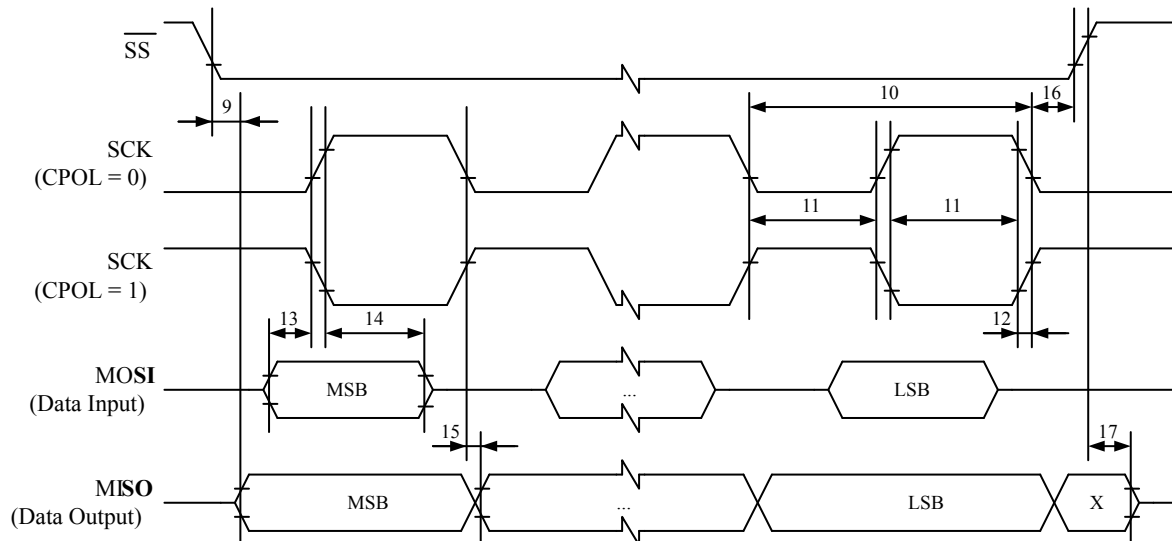 SS
9
10
16
SCK
(CPOL = 0)
11
11
SCK
(CPOL = 1)
13
14
12
MOSI
(Data Input)
MSB
...
LSB
15
17
MISO
(Data Output)
MSB
...
LSB
X